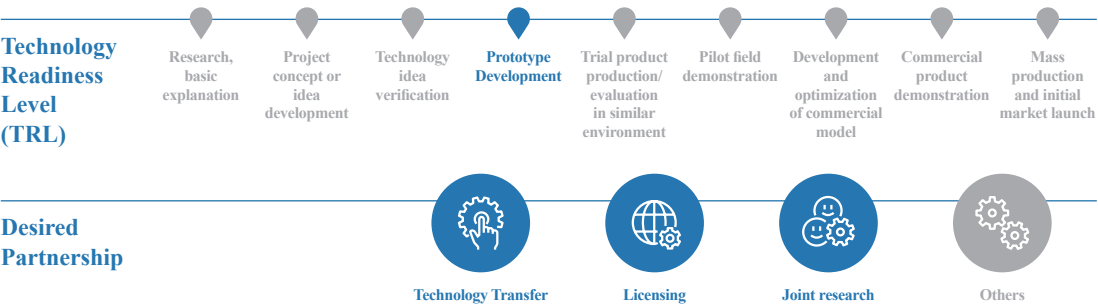 Technology
Readiness
Level
(TRL)
Research,
basic
explanation
Project
concept or
idea
development
Technology
idea
verification
Prototype
Development
Trial product
production/
evaluation
in similar
environment
Pilot field
demonstration
Development
and
optimization
of commercial
model
Commercial
product
demonstration
Mass
production
and initial
market launch
Desired
Partnership
Technology Transfer
Licensing
Joint research
Others